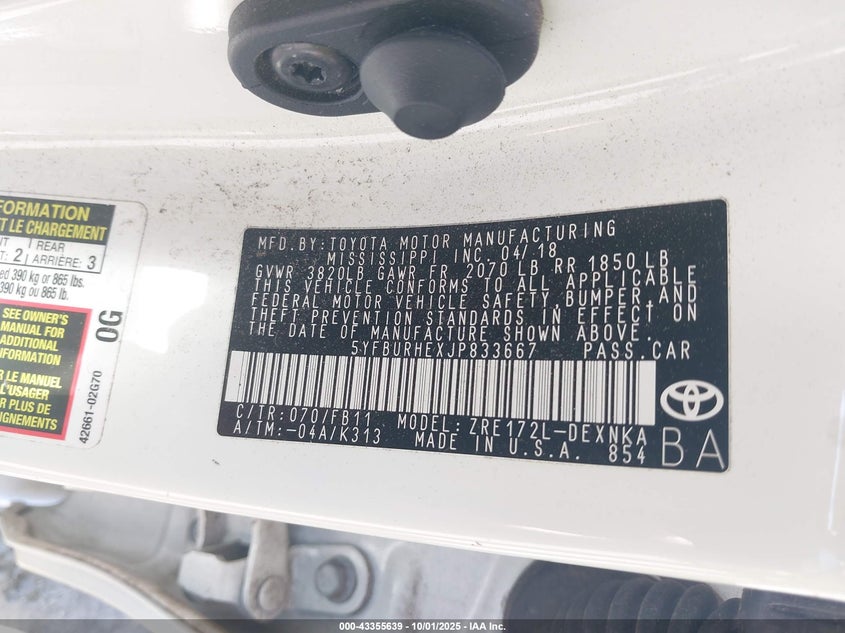 FORMATION
T LE CHARGEMENT
NT | REAR
T: 2 | ARRIÈRE: 3
ed 390 kg or 865 lbs.
390 kg ou 865 lb.
SEE OWNER'S
MANUAL FOR
ADDITIONAL
INFORMATION
R LE MANUEL
L'USAGER
R PLUS DE
SEIGNEMENTS
0G
42661-02G70
MFD. BY: TOYOTA MOTOR MANUFACTURING
MISSISSIPPI INC. 04/18
GVWR 3820LB GAWR FR 2070 LB, RR 1850 LB
THIS VEHICLE CONFORMS TO ALL APPLICABLE
FEDERAL MOTOR VEHICLE SAFETY, BUMPER, AND
THEFT PREVENTION STANDARDS IN EFFECT ON
THE DATE OF MANUFACTURE SHOWN ABOVE.
5YFBURHEXJP833667 PASS. CAR
C/TR: 070/FB11 MODEL: ZRE172L-DEXNKA
A/TM: -04A/K313 MADE IN U.S.A. 854
BA
000-43355639 - 10/01/2025 - IAA Inc.